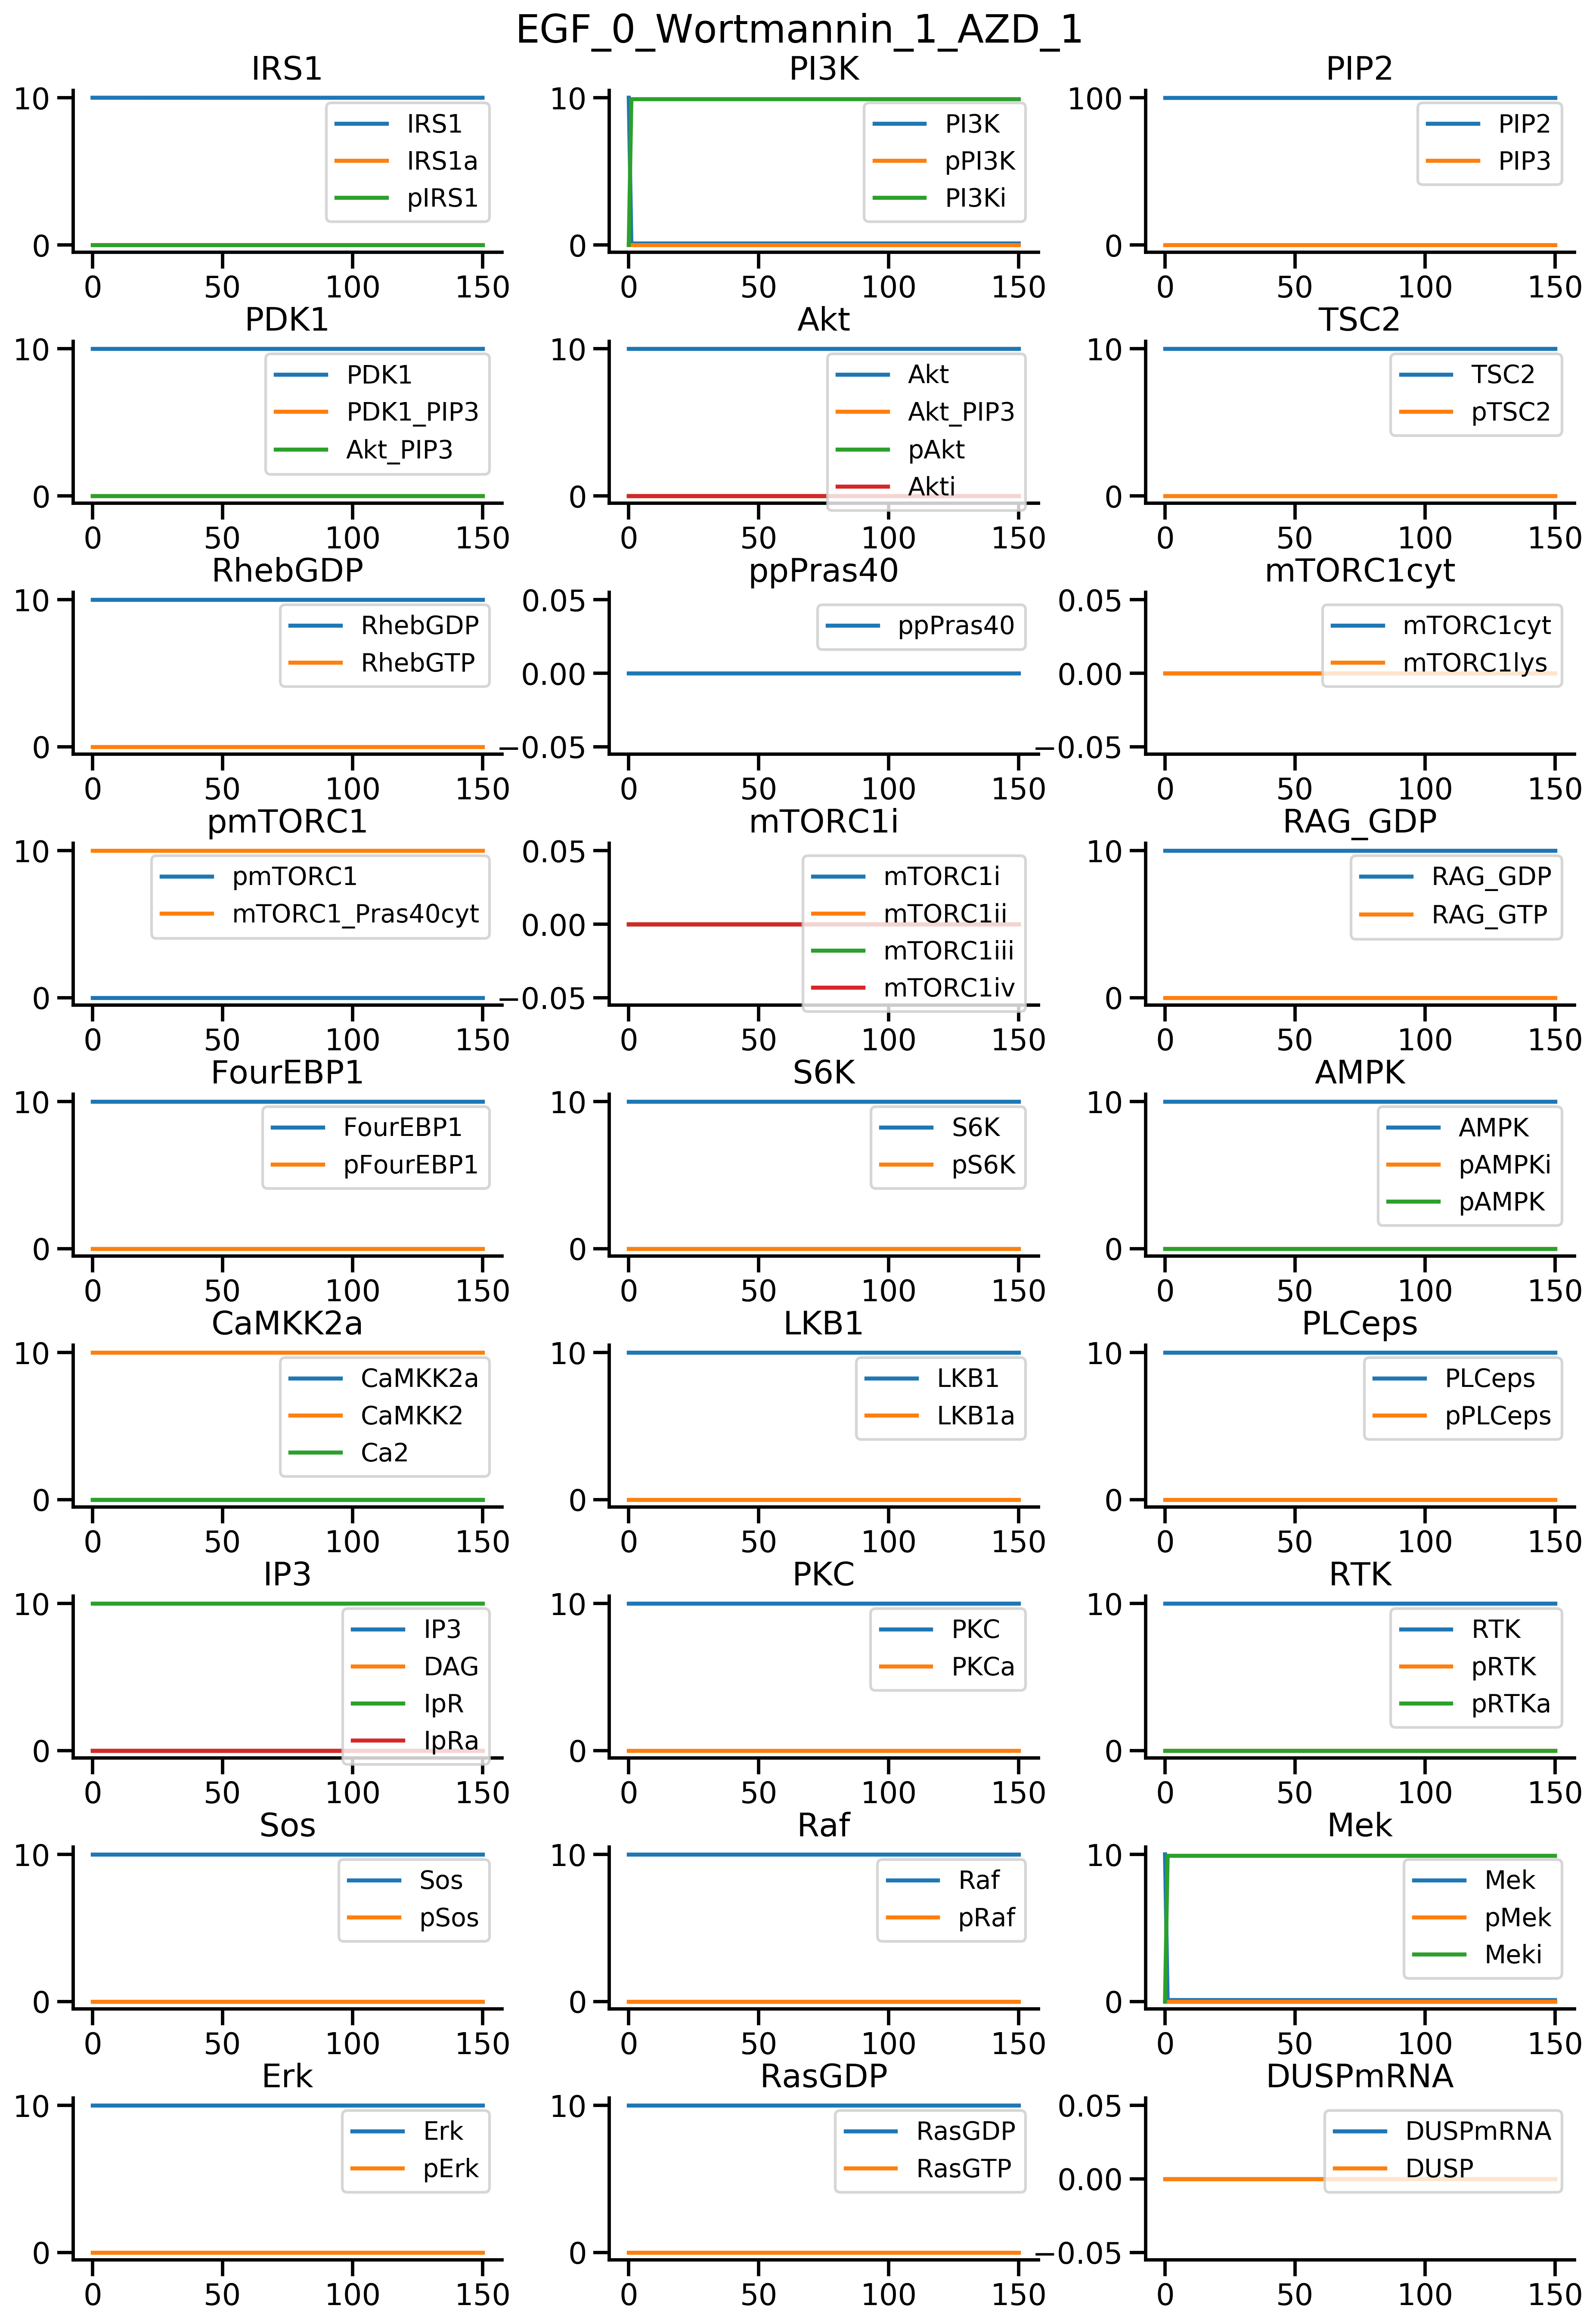 EGF_0_Wortmannin_1_AZD_1
IRS1
10
0
0 50 100 150
IRS1
IRS1a
pIRS1
PI3K
10
0
0 50 100 150
PI3K
pPI3K
PI3Ki
PIP2
100
0
0 50 100 150
PIP2
PIP3
PDK1
10
0
0 50 100 150
PDK1
PDK1_PIP3
Akt_PIP3
Akt
10
0
0 50 100 150
Akt
Akt_PIP3
pAkt
Akti
TSC2
10
0
0 50 100 150
TSC2
pTSC2
RhebGDP
10
0
0 50 100 150
RhebGDP
RhebGTP
ppPras40
0.05
0.00
−0.05
0 50 100 150
ppPras40
mTORC1cyt
0.05
0.00
−0.05
0 50 100 150
mTORC1cyt
mTORC1lys
pmTORC1
10
0
0 50 100 150
pmTORC1
mTORC1_Pras40cyt
mTORC1i
0.05
0.00
−0.05
0 50 100 150
mTORC1i
mTORC1ii
mTORC1iii
mTORC1iv
RAG_GDP
10
0
0 50 100 150
RAG_GDP
RAG_GTP
FourEBP1
10
0
0 50 100 150
FourEBP1
pFourEBP1
S6K
10
0
0 50 100 150
S6K
pS6K
AMPK
10
0
0 50 100 150
AMPK
pAMPKi
pAMPK
CaMKK2a
10
0
0 50 100 150
CaMKK2a
CaMKK2
Ca2
LKB1
10
0
0 50 100 150
LKB1
LKB1a
PLCeps
10
0
0 50 100 150
PLCeps
pPLCeps
IP3
10
0
0 50 100 150
IP3
DAG
IpR
IpRa
PKC
10
0
0 50 100 150
PKC
PKCa
RTK
10
0
0 50 100 150
RTK
pRTK
pRTKa
Sos
10
0
0 50 100 150
Sos
pSos
Raf
10
0
0 50 100 150
Raf
pRaf
Mek
10
0
0 50 100 150
Mek
pMek
Meki
Erk
10
0
0 50 100 150
Erk
pErk
RasGDP
10
0
0 50 100 150
RasGDP
RasGTP
DUSPmRNA
0.05
0.00
−0.05
0 50 100 150
DUSPmRNA
DUSP